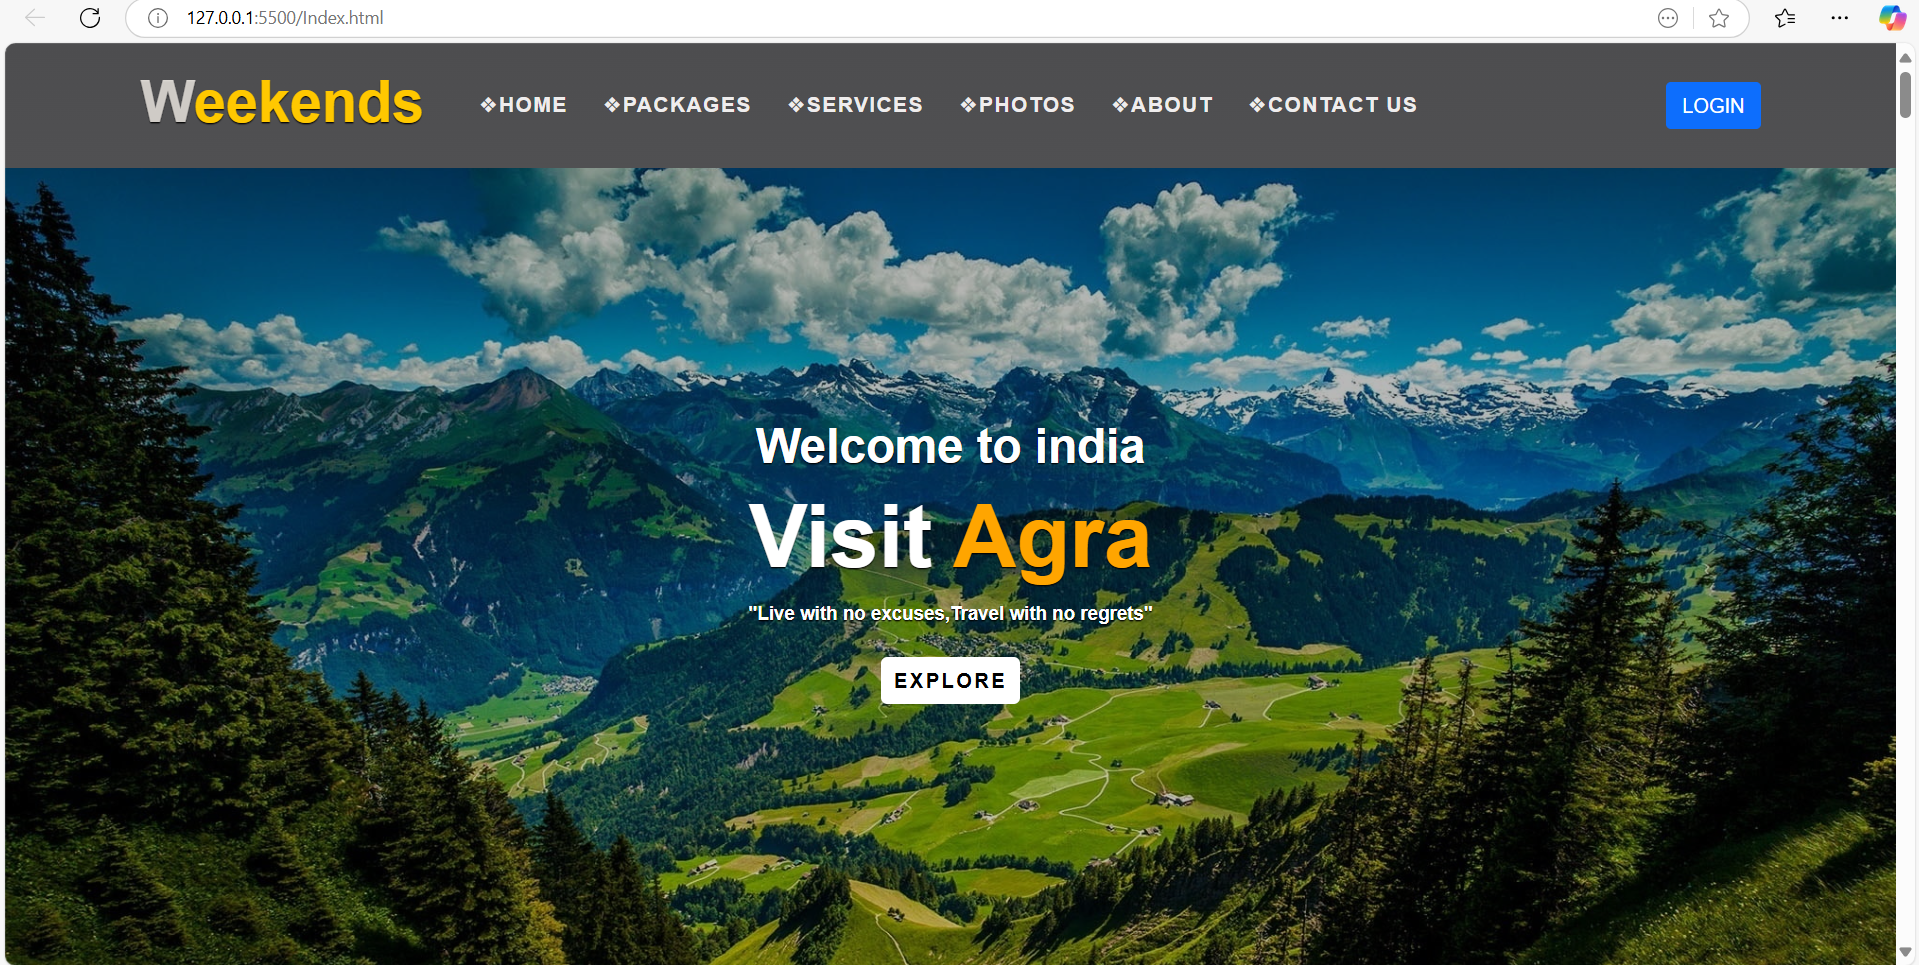 127.0.0.1:5500/Index.html
Weekends ❖HOME ❖PACKAGES ❖SERVICES ❖PHOTOS ❖ABOUT ❖CONTACT US LOGIN
Welcome to india
Visit Agra
"Live with no excuses,Travel with no regrets"
EXPLORE